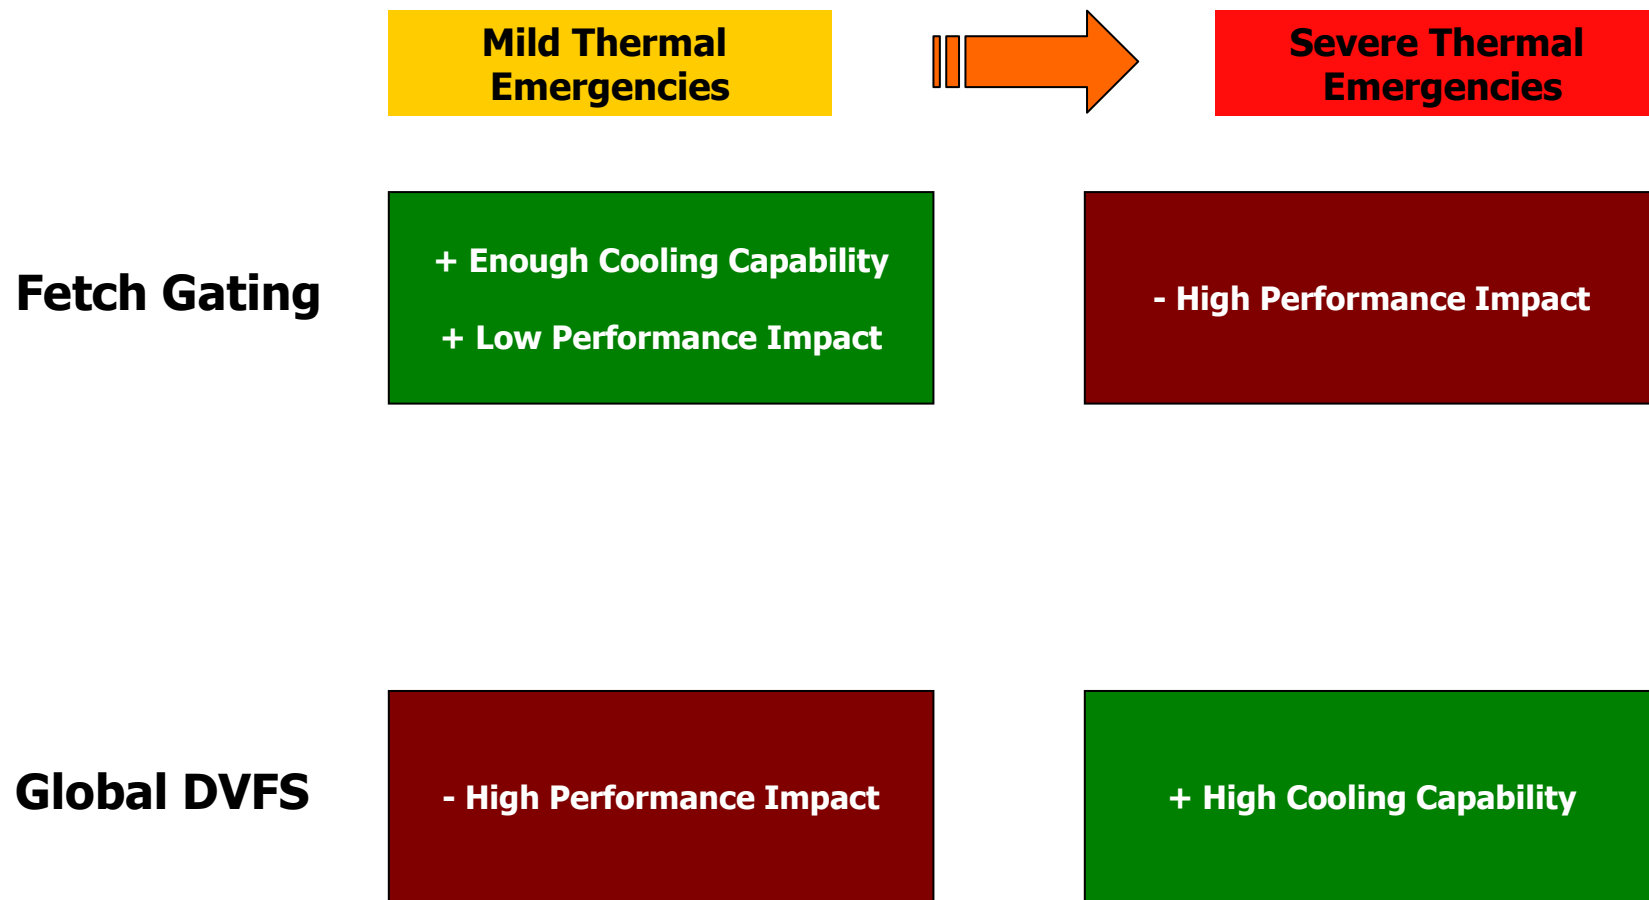 Mild Thermal
Emergencies
Severe Thermal
Emergencies
Fetch Gating
+ Enough Cooling Capability
+ Low Performance Impact
- High Performance Impact
Global DVFS
- High Performance Impact
+ High Cooling Capability